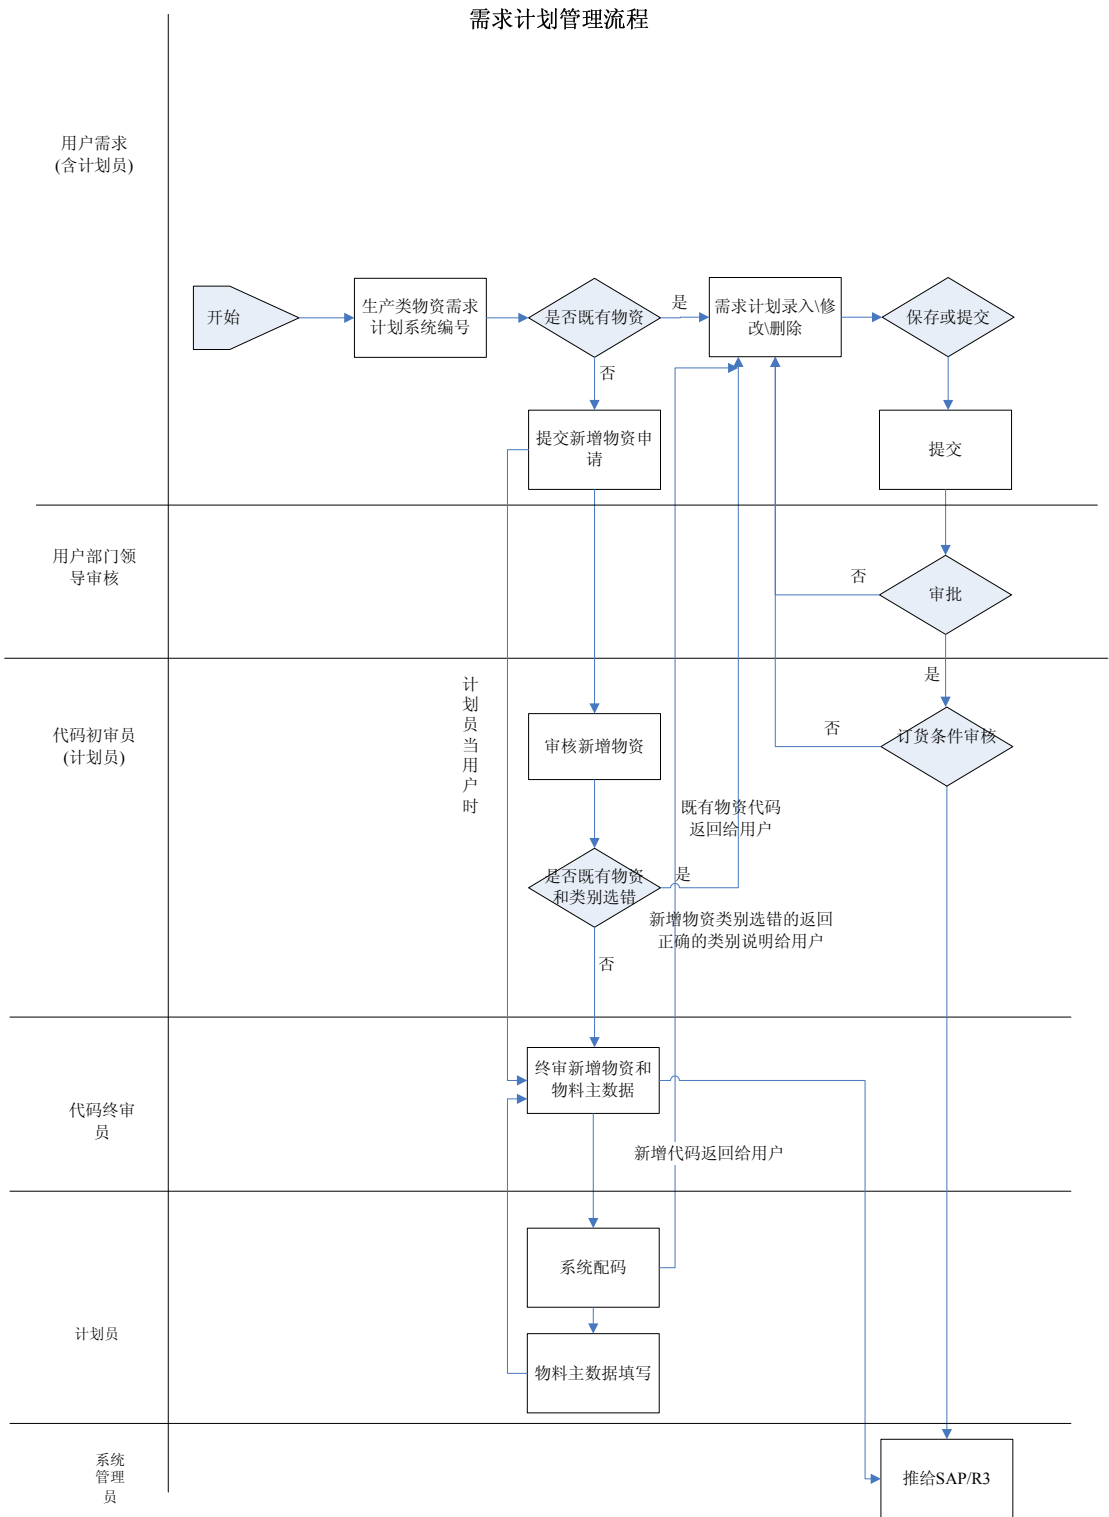 需求计划管理流程
用户需求
(含计划员)
开始
生产类物资需求
计划系统编号
是否既有物资
是
需求计划录入\修
改\删除
保存或提交
否
提交新增物资申
请
提交
用户部门领
导审核
否
审批
是
计划员当用户时
代码初审员
(计划员)
审核新增物资
否
订货条件审核
既有物资代码
返回给用户
是否既有物资
和类别选错
是
新增物资类别选错的返回
正确的类别说明给用户
否
代码终审
员
终审新增物资和
物料主数据
新增代码返回给用户
系统配码
计划员
物料主数据填写
系统
管理
员
推给SAP/R3